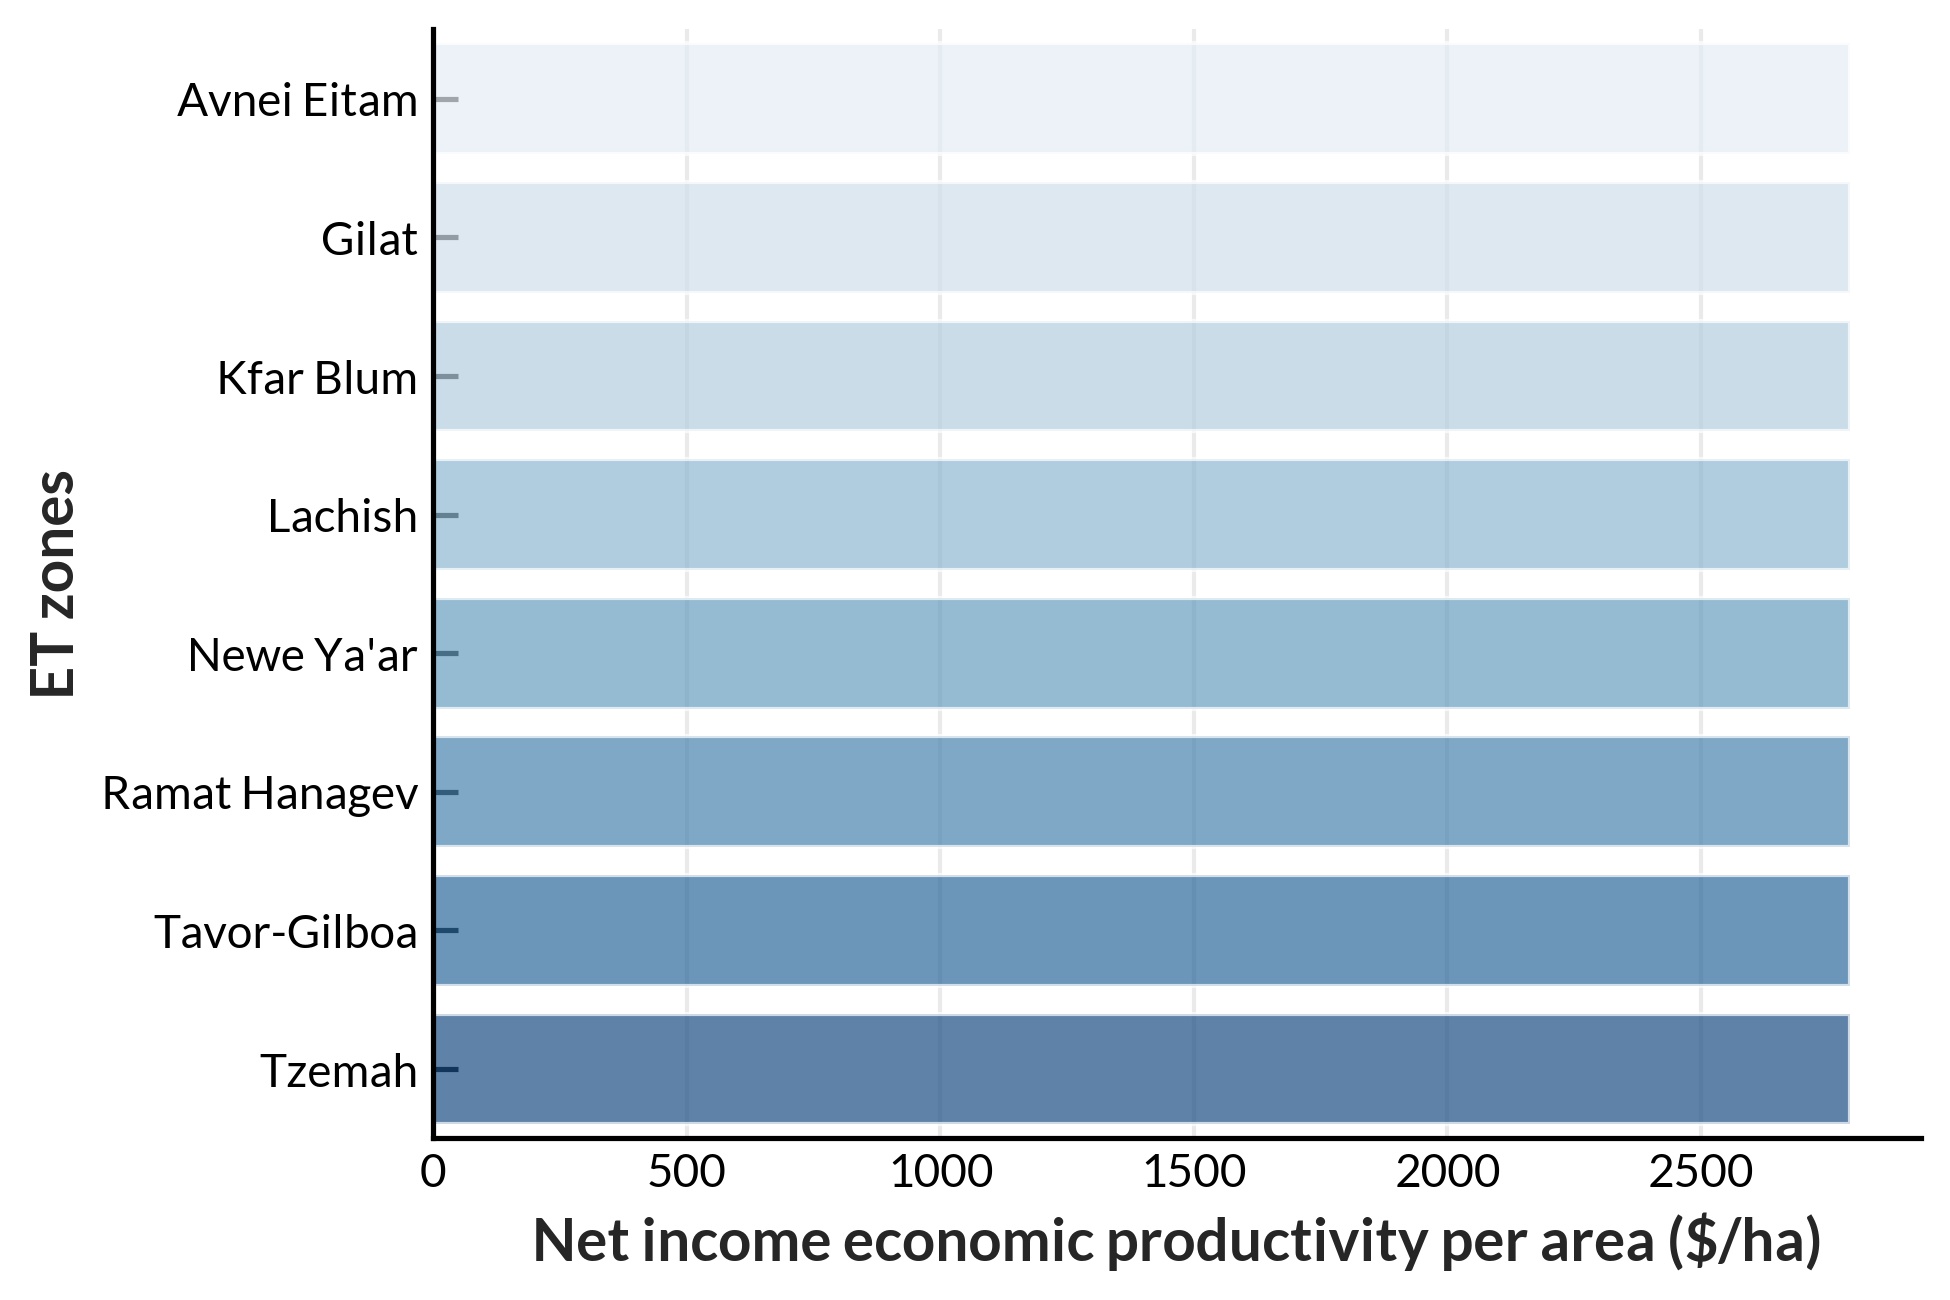 Avnei Eitam
Gilat
Kfar Blum
Lachish
Newe Ya'ar
Ramat Hanagev
Tavor-Gilboa
Tzemah
ET zones
0 500 1000 1500 2000 2500
Net income economic productivity per area ($/ha)